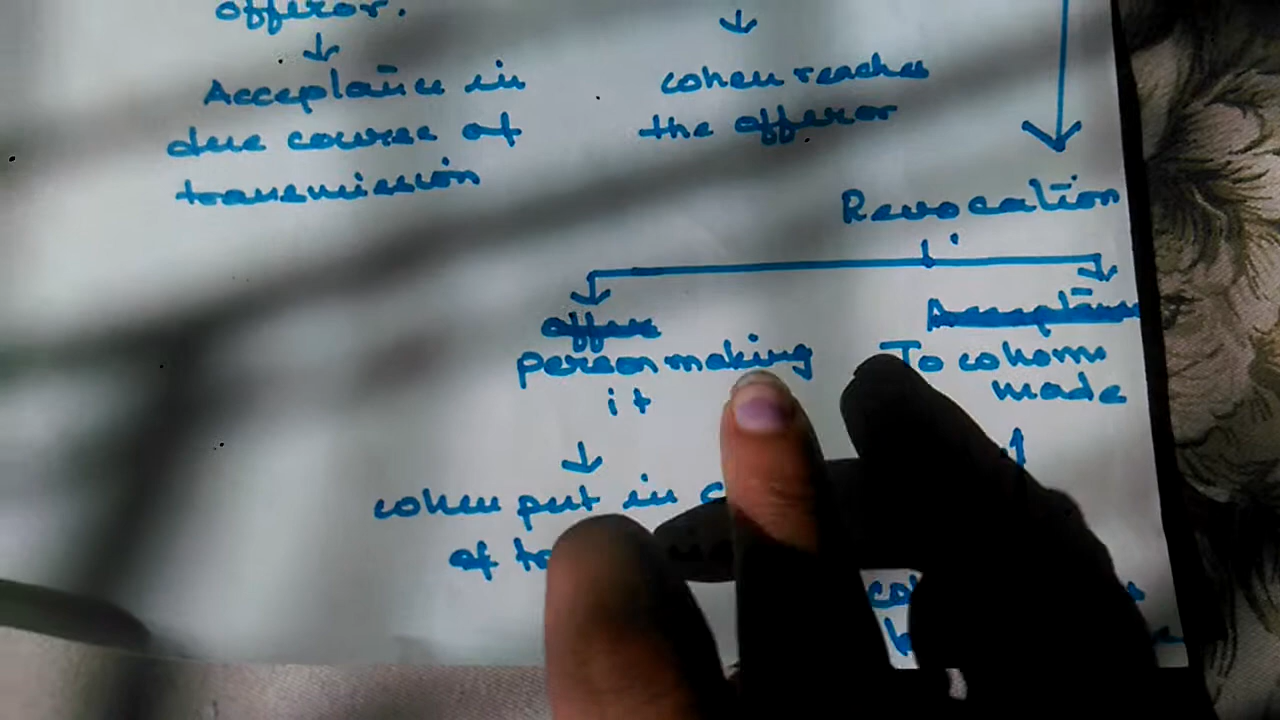 offeror.
Acceptance in
due course of
transmission
when reaches
the offeror
Revocation
offer
person making
it
when put in
of
Acceptance
To whom
made